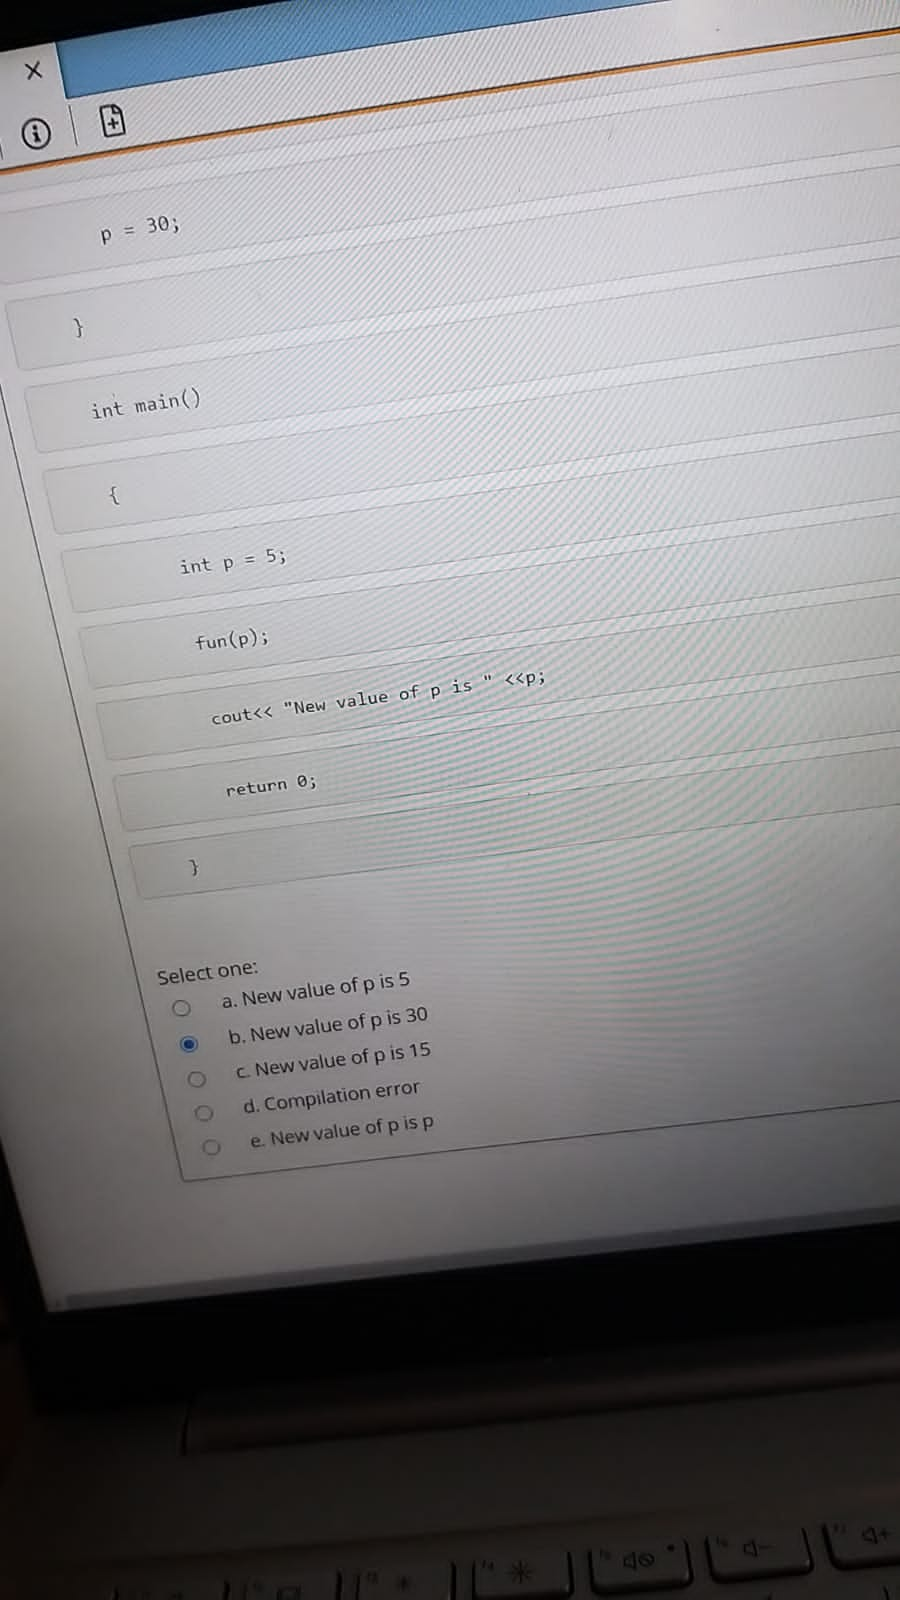 p = 30;
}
int main()
{
int p = 5;
fun(p);
cout<< "New value of p is " <<p;
return 0;
}
Select one:
a. New value of p is 5
b. New value of p is 30
c. New value of p is 15
d. Compilation error
e. New value of p is p